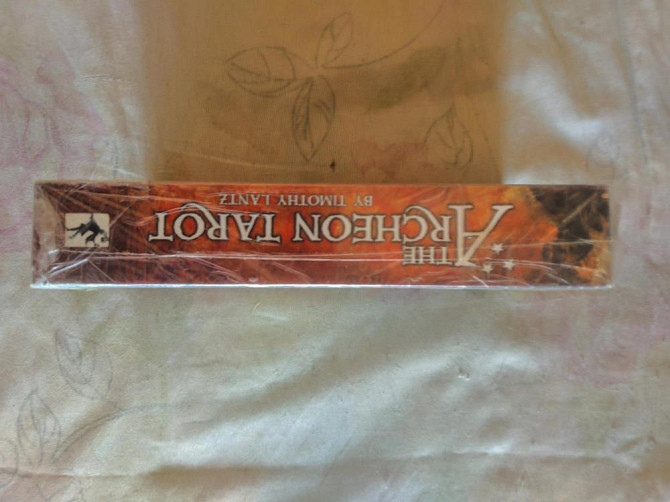 THE
ARCHEON TAROT
BY TIMOTHY LANTZ